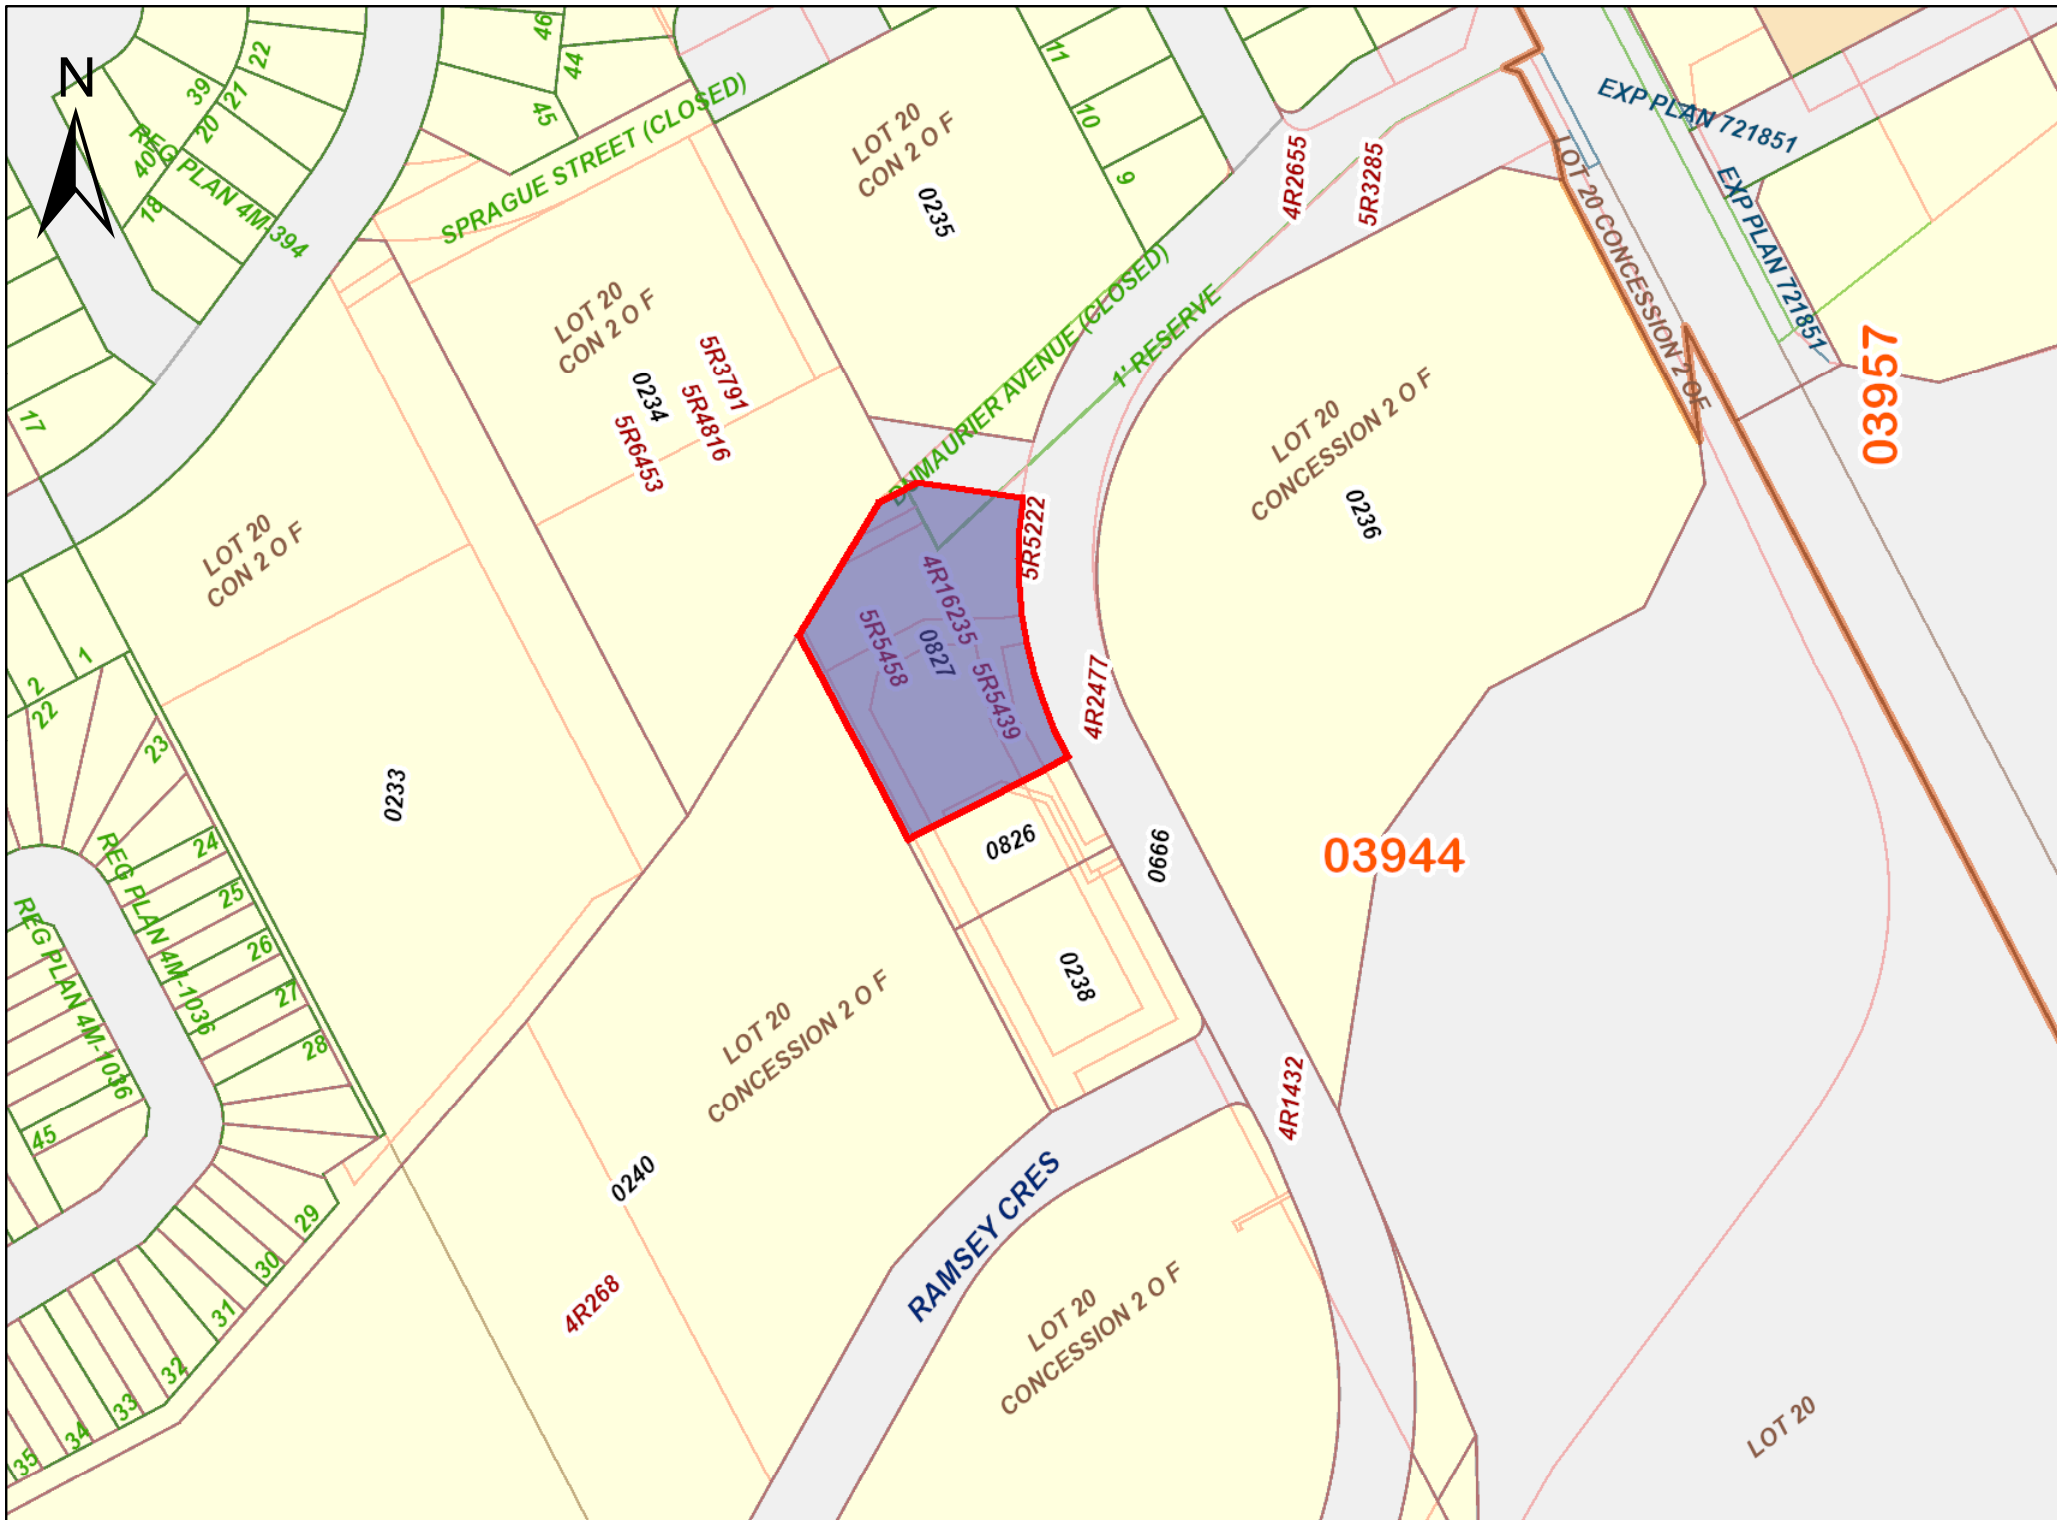 N
39
22
21
20
40
18
REG PLAN 4M-394
17
46
44
45
SPRAGUE STREET (CLOSED)
11
10
9
LOT 20
CON 2 O F
0235
4R2655
5R3285
EXP PLAN 721851
EXP PLAN 721851
LOT 20 CONCESSION 2 OF
03957
DUMAURIER AVENUE (CLOSED)
1' RESERVE
LOT 20
CON 2 O F
0234
5R3791
5R4816
5R6453
LOT 20
CONCESSION 2 O F
0236
LOT 20
CON 2 O F
0233
5R5222
4R16235
0827
5R5458
5R5439
4R2477
1
2
22
23
24
25
26
27
28
29
30
31
32
33
34
35
45
REG PLAN 4M-1036
REG PLAN 4M-1036
0826
0666
03944
0238
LOT 20
CONCESSION 2 O F
0240
4R268
4R1432
RAMSEY CRES
LOT 20
CONCESSION 2 O F
LOT 20